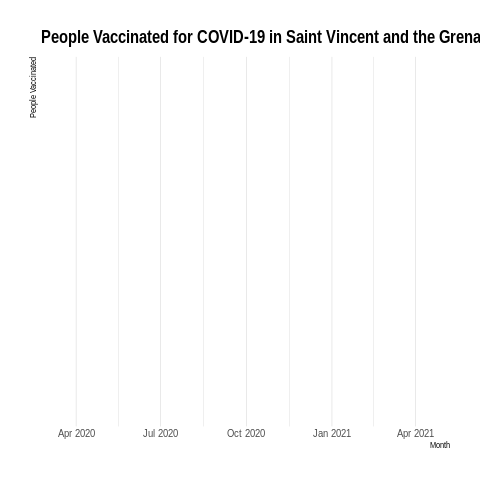 People Vaccinated for COVID-19 in Saint Vincent and the Grena
People Vaccinated
Apr 2020 Jul 2020 Oct 2020 Jan 2021 Apr 2021
Month